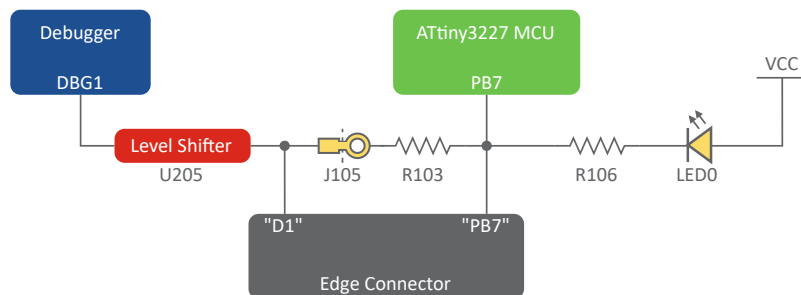 Debugger
DBG1
ATtiny3227 MCU
PB7
VCC
Level Shifter
U205
J105
R103
R106
LED0
"D1"
"PB7"
Edge Connector